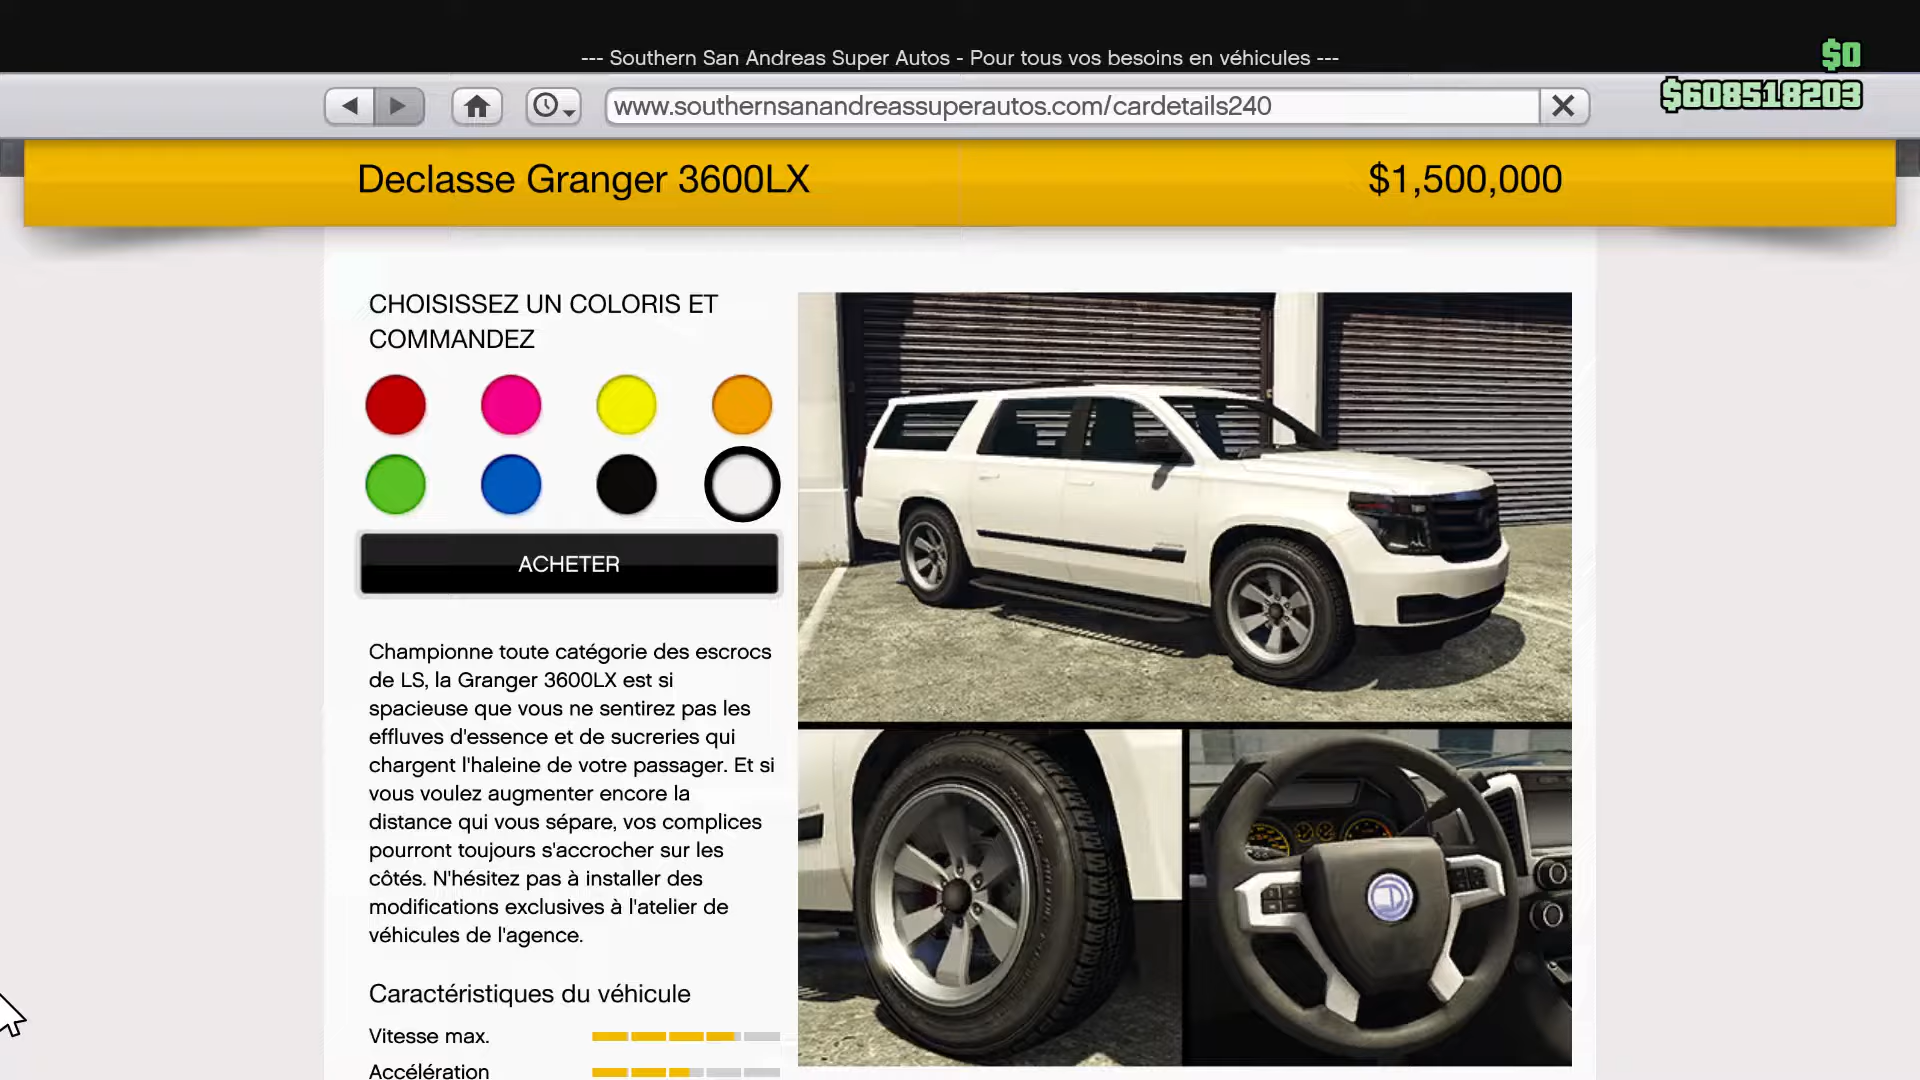 --- Southern San Andreas Super Autos - Pour tous vos besoins en véhicules ---
$0
$608518203
www.southernsanandreassuperautos.com/cardetails240
Declasse Granger 3600LX
$1,500,000
CHOISISSEZ UN COLORIS ET
COMMANDEZ
ACHETER
Championne toute catégorie des escrocs
de LS, la Granger 3600LX est si
spacieuse que vous ne sentirez pas les
effluves d'essence et de sucreries qui
chargent l'haleine de votre passager. Et si
vous voulez augmenter encore la
distance qui vous sépare, vos complices
pourront toujours s'accrocher sur les
côtés. N'hésitez pas à installer des
modifications exclusives à l'atelier de
véhicules de l'agence.
Caractéristiques du véhicule
Vitesse max.
Accélération